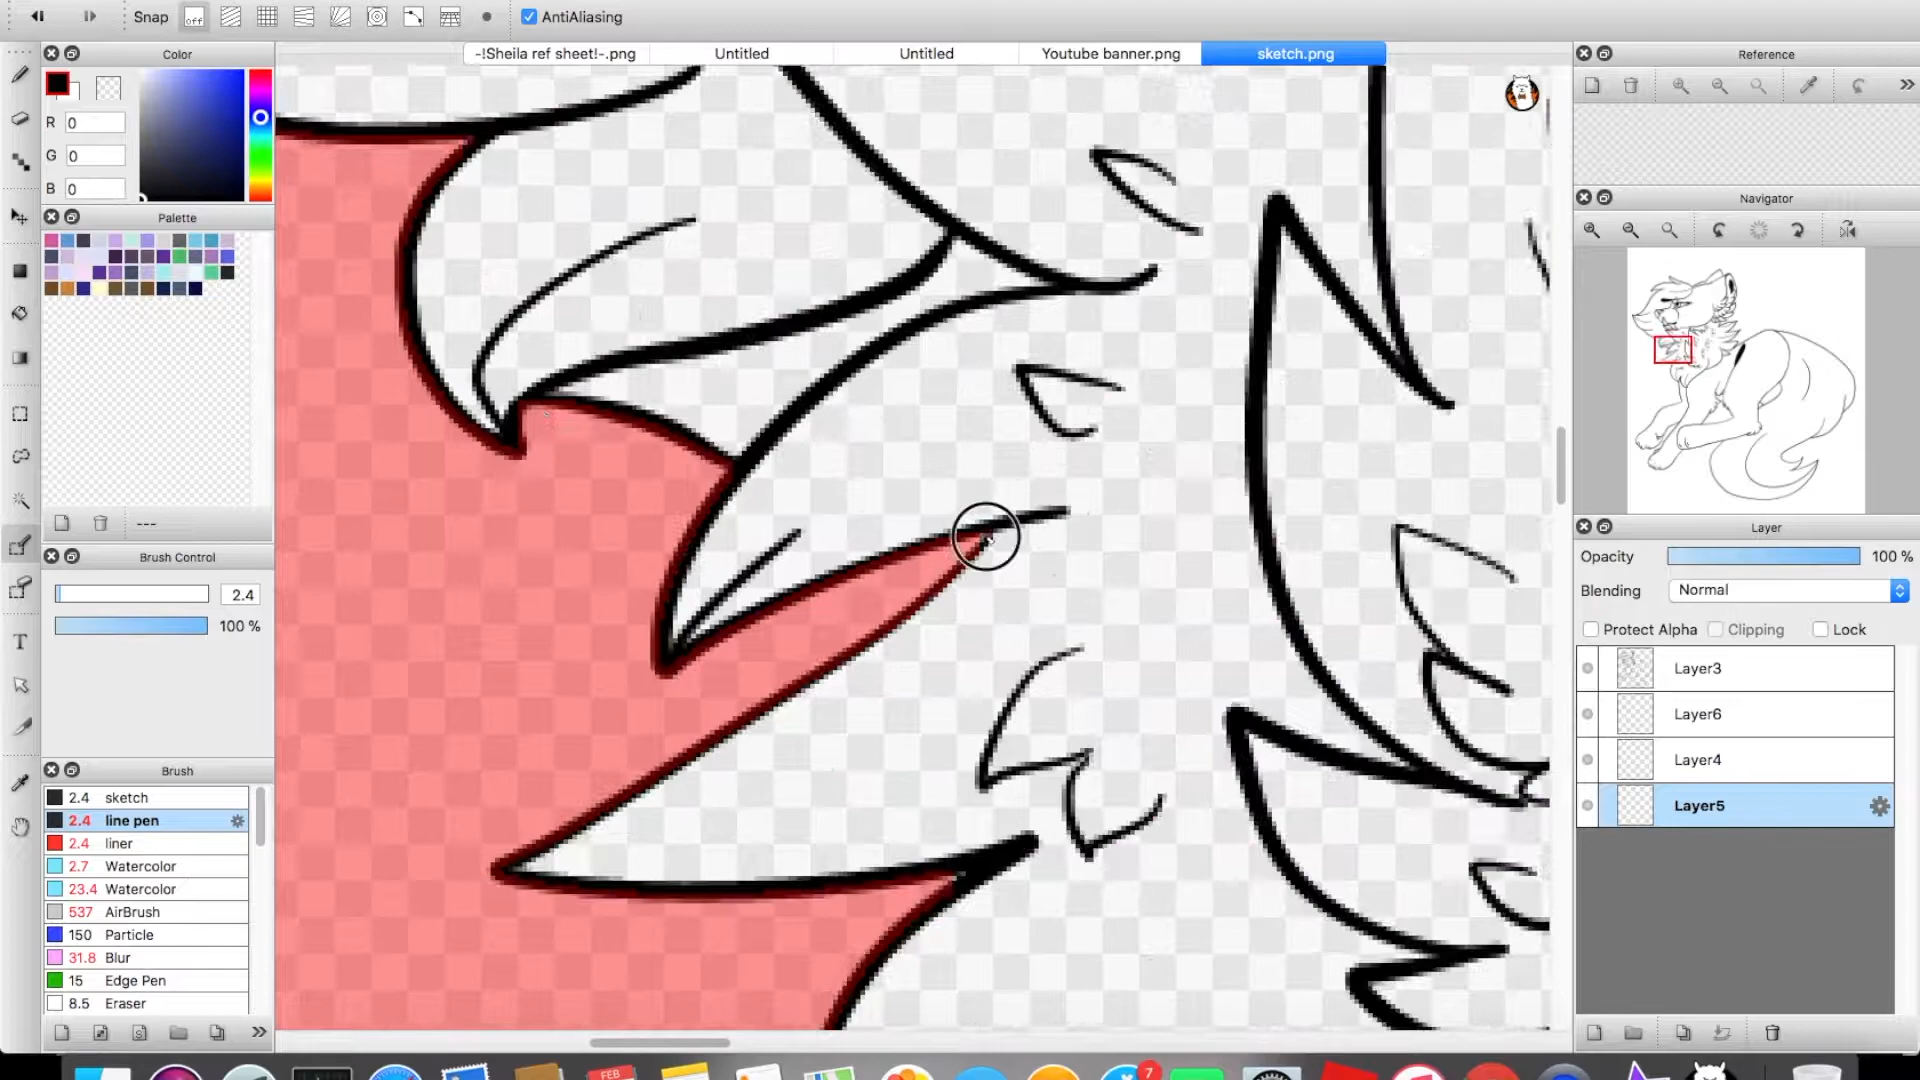 Snap off AntiAliasing
-!Sheila ref sheet!-.png Untitled Untitled Youtube banner.png sketch.png
Color
R 0
G 0
B 0
Palette
---
Brush Control
2.4
100 %
Brush
2.4 sketch
2.4 line pen
2.4 liner
2.7 Watercolor
23.4 Watercolor
537 AirBrush
150 Particle
31.8 Blur
15 Edge Pen
8.5 Eraser
T
S
Reference
Navigator
Layer
Opacity 100 %
Blending Normal
Protect Alpha Clipping Lock
Layer3
Layer6
Layer4
Layer5
FEB
7